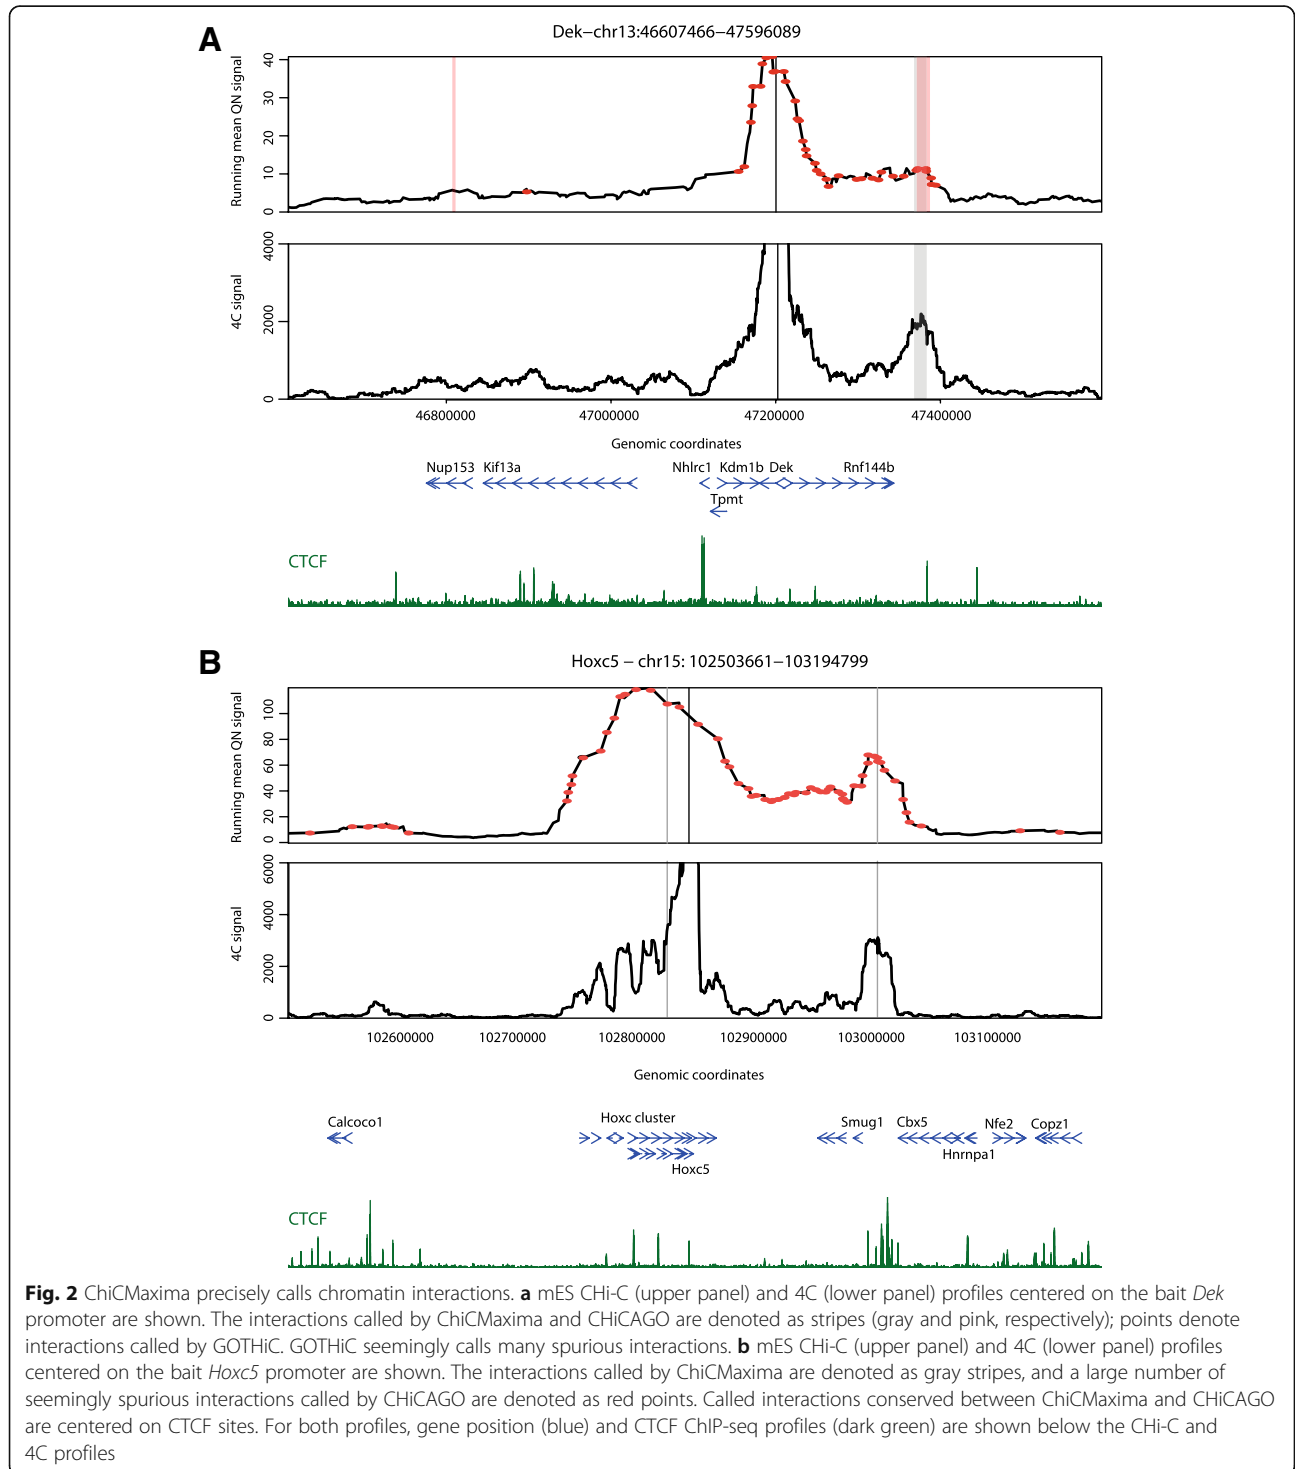 A
Dek−chr13:46607466−47596089
Running mean QN signal
40
30
20
10
0
4C signal
4000
2000
0
46800000 47000000 47200000 47400000
Genomic coordinates
Nup153 Kif13a Nhlrc1 Kdm1b Dek Rnf144b
Tpmt
CTCF
B
Hoxc5 − chr15: 102503661−103194799
Running mean QN signal
100
80
60
40
20
0
4C signal
6000
4000
2000
0
102600000 102700000 102800000 102900000 103000000 103100000
Genomic coordinates
Calcoco1 Hoxc cluster Smug1 Cbx5 Nfe2 Copz1
Hnrnpa1
Hoxc5
CTCF
Fig. 2 ChiCMaxima precisely calls chromatin interactions. a mES CHi-C (upper panel) and 4C (lower panel) profiles centered on the bait Dek
promoter are shown. The interactions called by ChiCMaxima and CHiCAGO are denoted as stripes (gray and pink, respectively); points denote
interactions called by GOTHiC. GOTHiC seemingly calls many spurious interactions. b mES CHi-C (upper panel) and 4C (lower panel) profiles
centered on the bait Hoxc5 promoter are shown. The interactions called by ChiCMaxima are denoted as gray stripes, and a large number of
seemingly spurious interactions called by CHiCAGO are denoted as red points. Called interactions conserved between ChiCMaxima and CHiCAGO
are centered on CTCF sites. For both profiles, gene position (blue) and CTCF ChIP-seq profiles (dark green) are shown below the CHi-C and
4C profiles